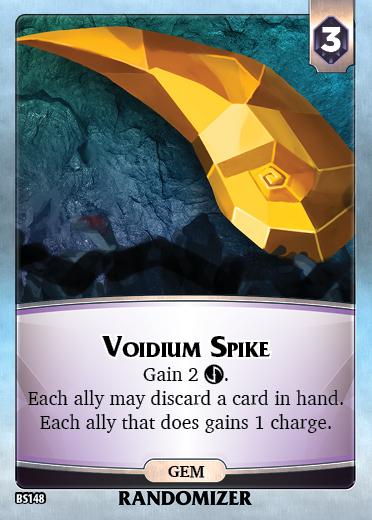 3
Voidium Spike
Gain 2 .
Each ally may discard a card in hand.
Each ally that does gains 1 charge.
GEM
BS148
RANDOMIZER